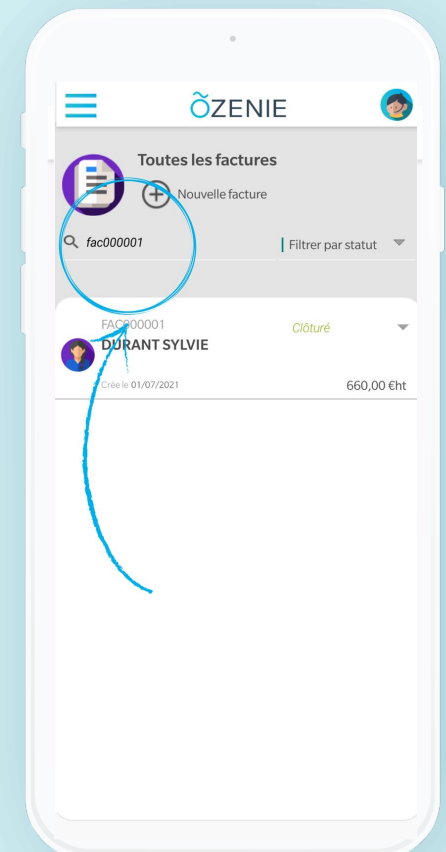 ÕZENIE
Toutes les factures
Nouvelle facture
fac000001
Filtrer par statut
FAC000001
Clôturé
DURANT SYLVIE
Crée le 01/07/2021
660,00 €ht